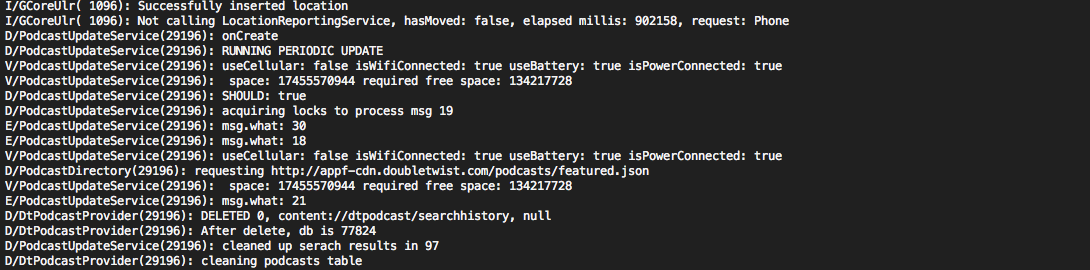 I/GCoreUlr( 1096): Successfully inserted location
I/GCoreUlr( 1096): Not calling LocationReportingService, hasMoved: false, elapsed millis: 902158, request: Phone
D/PodcastUpdateService(29196): onCreate
D/PodcastUpdateService(29196): RUNNING PERIODIC UPDATE
V/PodcastUpdateService(29196): useCellular: false isWifiConnected: true useBattery: true isPowerConnected: true
V/PodcastUpdateService(29196):  space: 17455570944 required free space: 134217728
D/PodcastUpdateService(29196): SHOULD: true
D/PodcastUpdateService(29196): acquiring locks to process msg 19
E/PodcastUpdateService(29196): msg.what: 30
E/PodcastUpdateService(29196): msg.what: 18
V/PodcastUpdateService(29196): useCellular: false isWifiConnected: true useBattery: true isPowerConnected: true
D/PodcastDirectory(29196): requesting http://appf-cdn.doubletwist.com/podcasts/featured.json
V/PodcastUpdateService(29196):  space: 17455570944 required free space: 134217728
E/PodcastUpdateService(29196): msg.what: 21
D/DtPodcastProvider(29196): DELETED 0, content://dtpodcast/searchhistory, null
D/DtPodcastProvider(29196): After delete, db is 77824
D/PodcastUpdateService(29196): cleaned up serach results in 97
D/DtPodcastProvider(29196): cleaning podcasts table